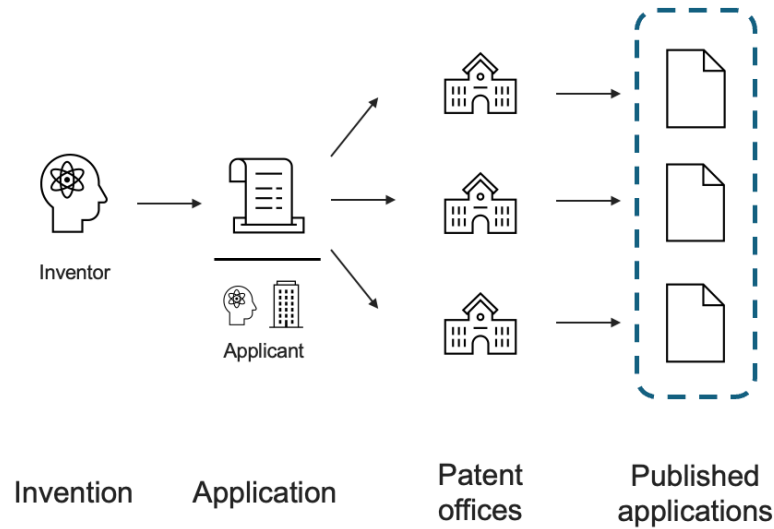 Inventor
Applicant
Invention
Application
Patent
offices
Published
applications